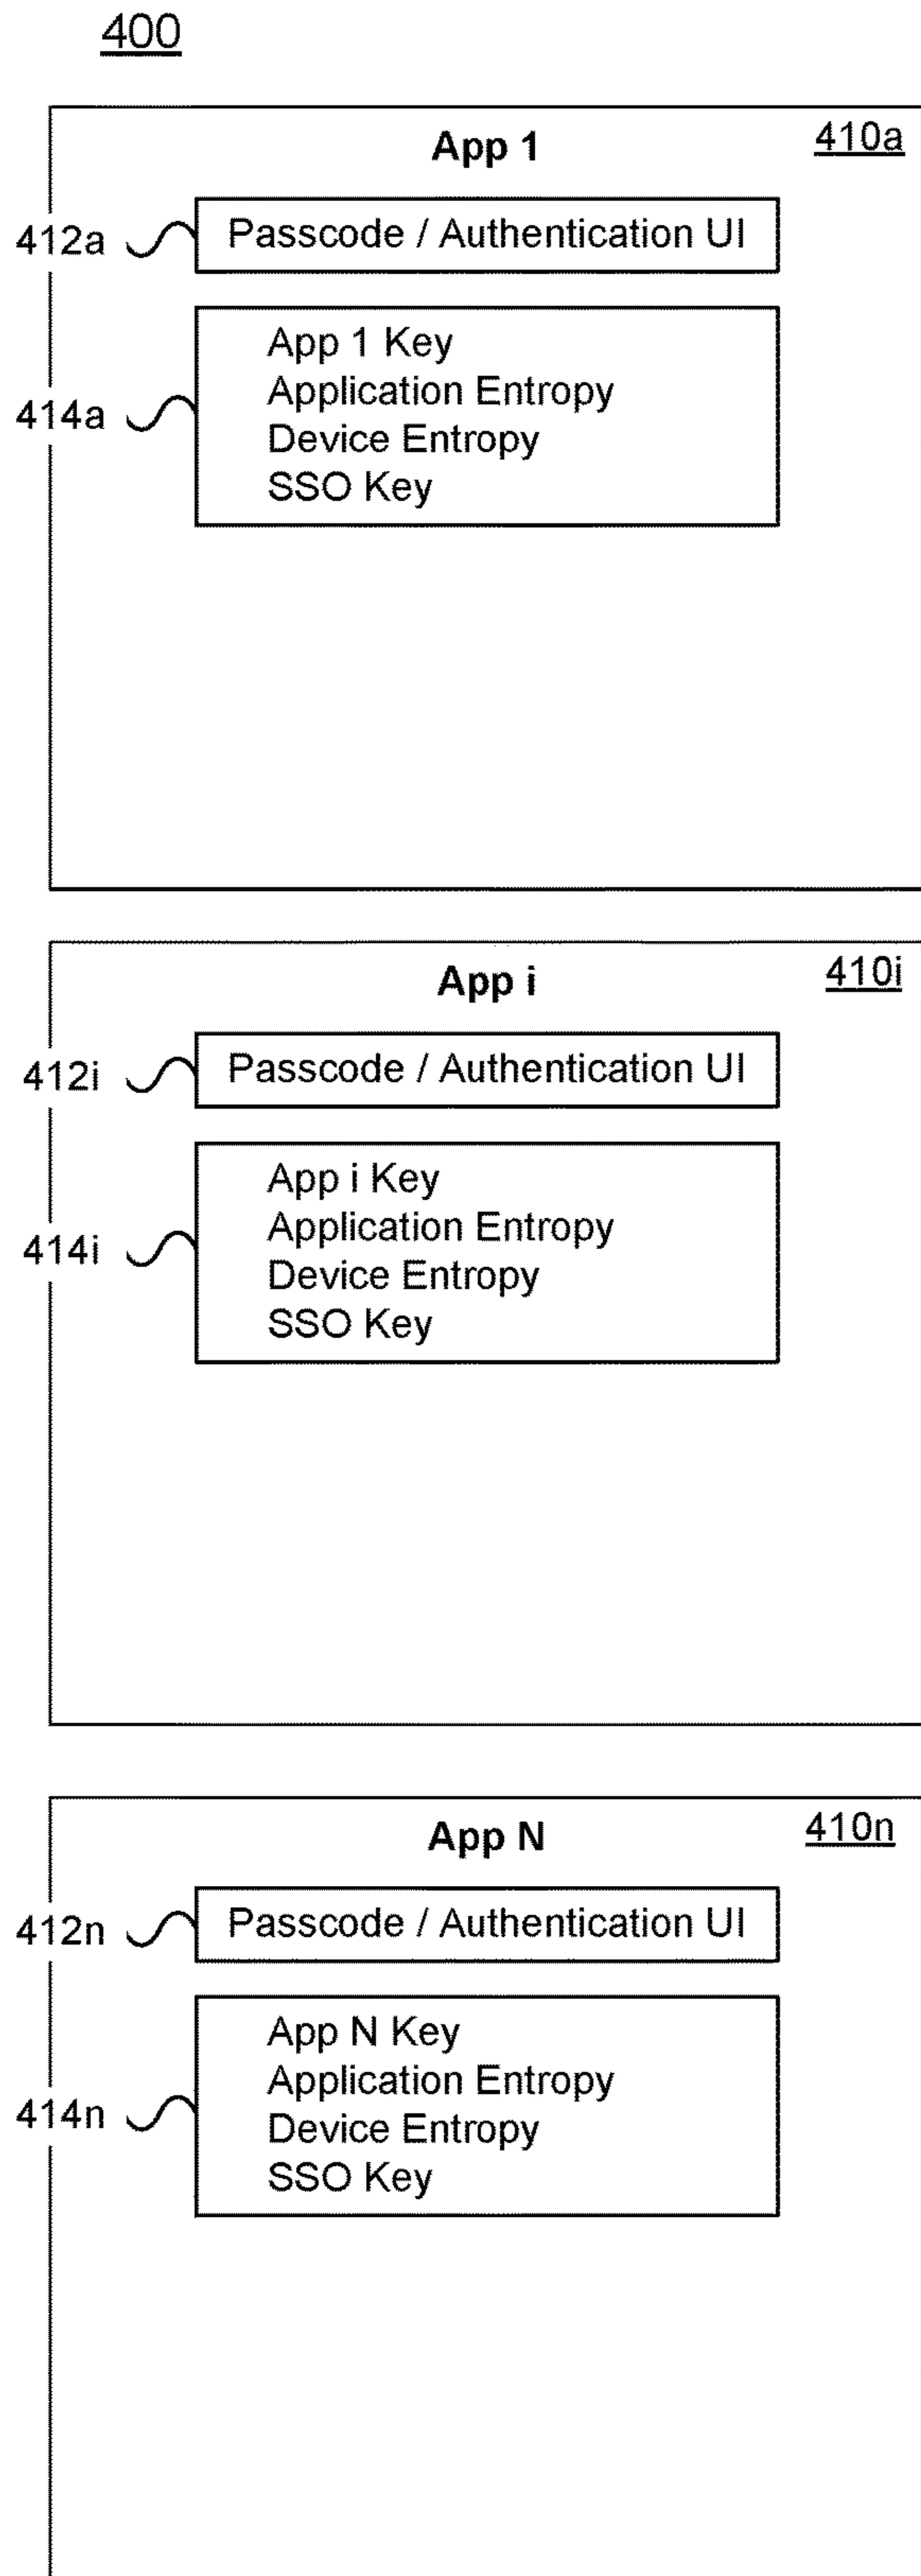 400
App 1
410a
412a
Passcode / Authentication UI
414a
App 1 Key
Application Entropy
Device Entropy
SSO Key
App i
410i
412i
Passcode / Authentication UI
414i
App i Key
Application Entropy
Device Entropy
SSO Key
App N
410n
412n
Passcode / Authentication UI
414n
App N Key
Application Entropy
Device Entropy
SSO Key